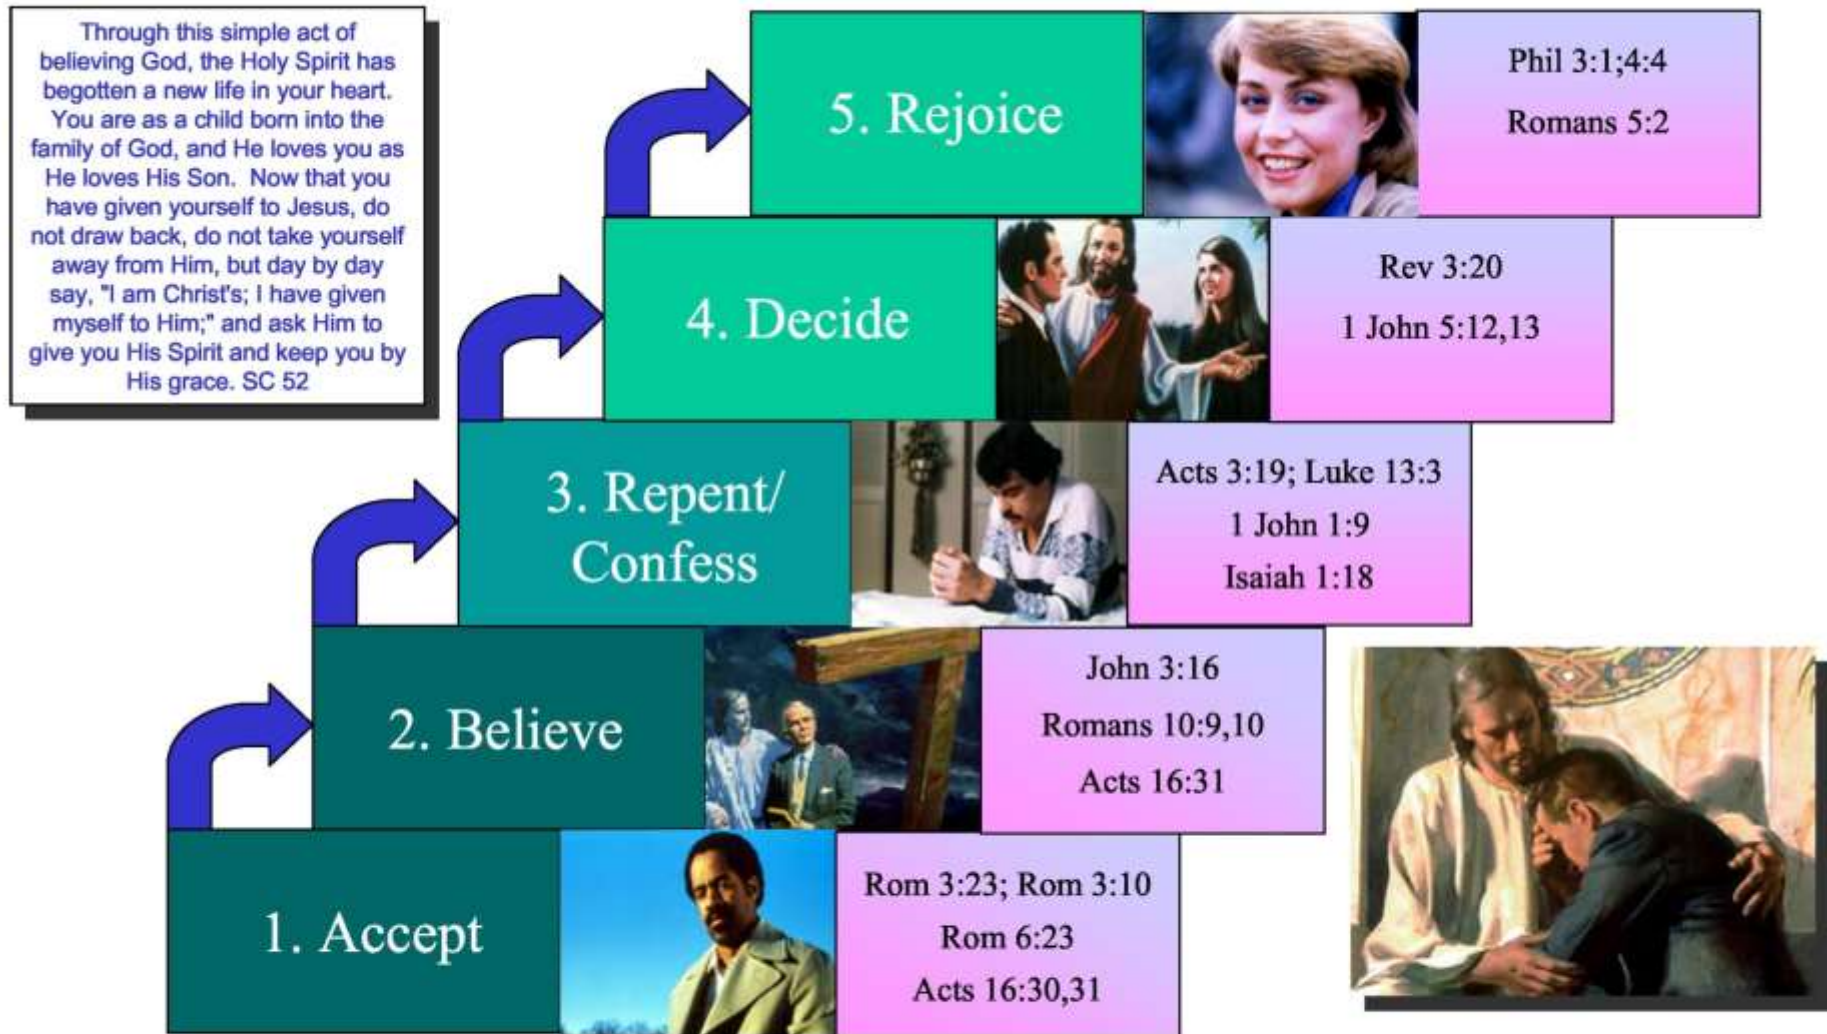 Through this simple act of
believing God, the Holy Spirit has
begotten a new life in your heart.
You are as a child born into the
family of God, and He loves you as
He loves His Son.  Now that you
have given yourself to Jesus, do
not draw back, do not take yourself
away from Him, but day by day
say, "I am Christ's; I have given
myself to Him;" and ask Him to
give you His Spirit and keep you by
His grace. SC 52
5. Rejoice
Phil 3:1;4:4
Romans 5:2
4. Decide
Rev 3:20
1 John 5:12,13
3. Repent/
Confess
Acts 3:19; Luke 13:3
1 John 1:9
Isaiah 1:18
2. Believe
John 3:16
Romans 10:9,10
Acts 16:31
1. Accept
Rom 3:23; Rom 3:10
Rom 6:23
Acts 16:30,31